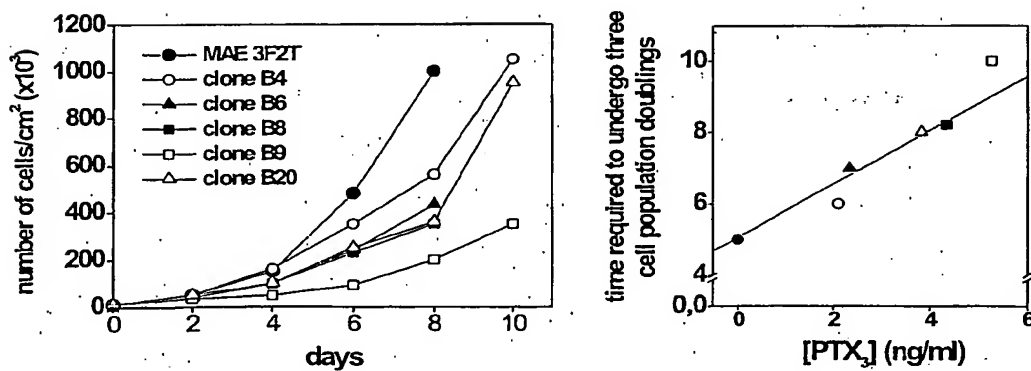 number of cells/cm² (x10³)
1200
1000
800
600
400
200
0
MAE 3F2T
clone B4
clone B6
clone B8
clone B9
clone B20
0 2 4 6 8 10
days
time required to undergo three
cell population doublings
10
8
6
4
0,0
0 2 4 6
[PTX₃] (ng/ml)